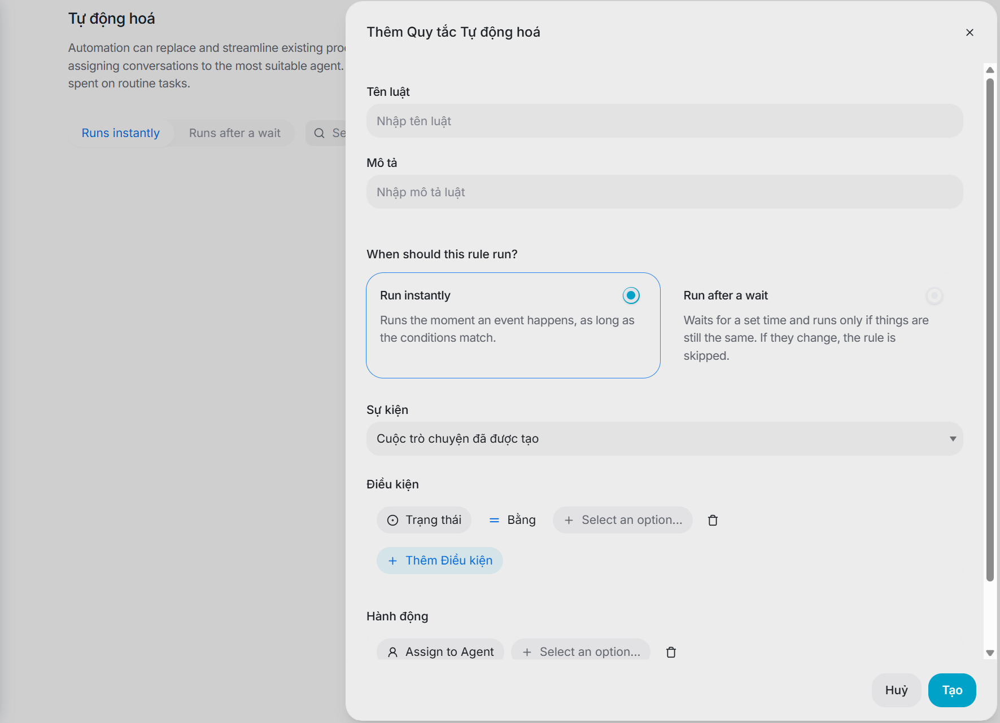 Tự động hoá
Automation can replace and streamline existing
assigning conversations to the most suitable agent.
spent on routine tasks.
Runs instantly
Runs after a wait
Thêm Quy tắc Tự động hoá
Tên luật
Nhập tên luật
Mô tả
Nhập mô tả luật
When should this rule run?
Run instantly
Runs the moment an event happens, as long as
the conditions match.
Run after a wait
Waits for a set time and runs only if things are
still the same. If they change, the rule is
skipped.
Sự kiện
Cuộc trò chuyện đã được tạo
Điều kiện
Trạng thái
Bằng
Select an option...
Thêm Điều kiện
Hành động
Assign to Agent
Select an option...
Huỷ
Tạo